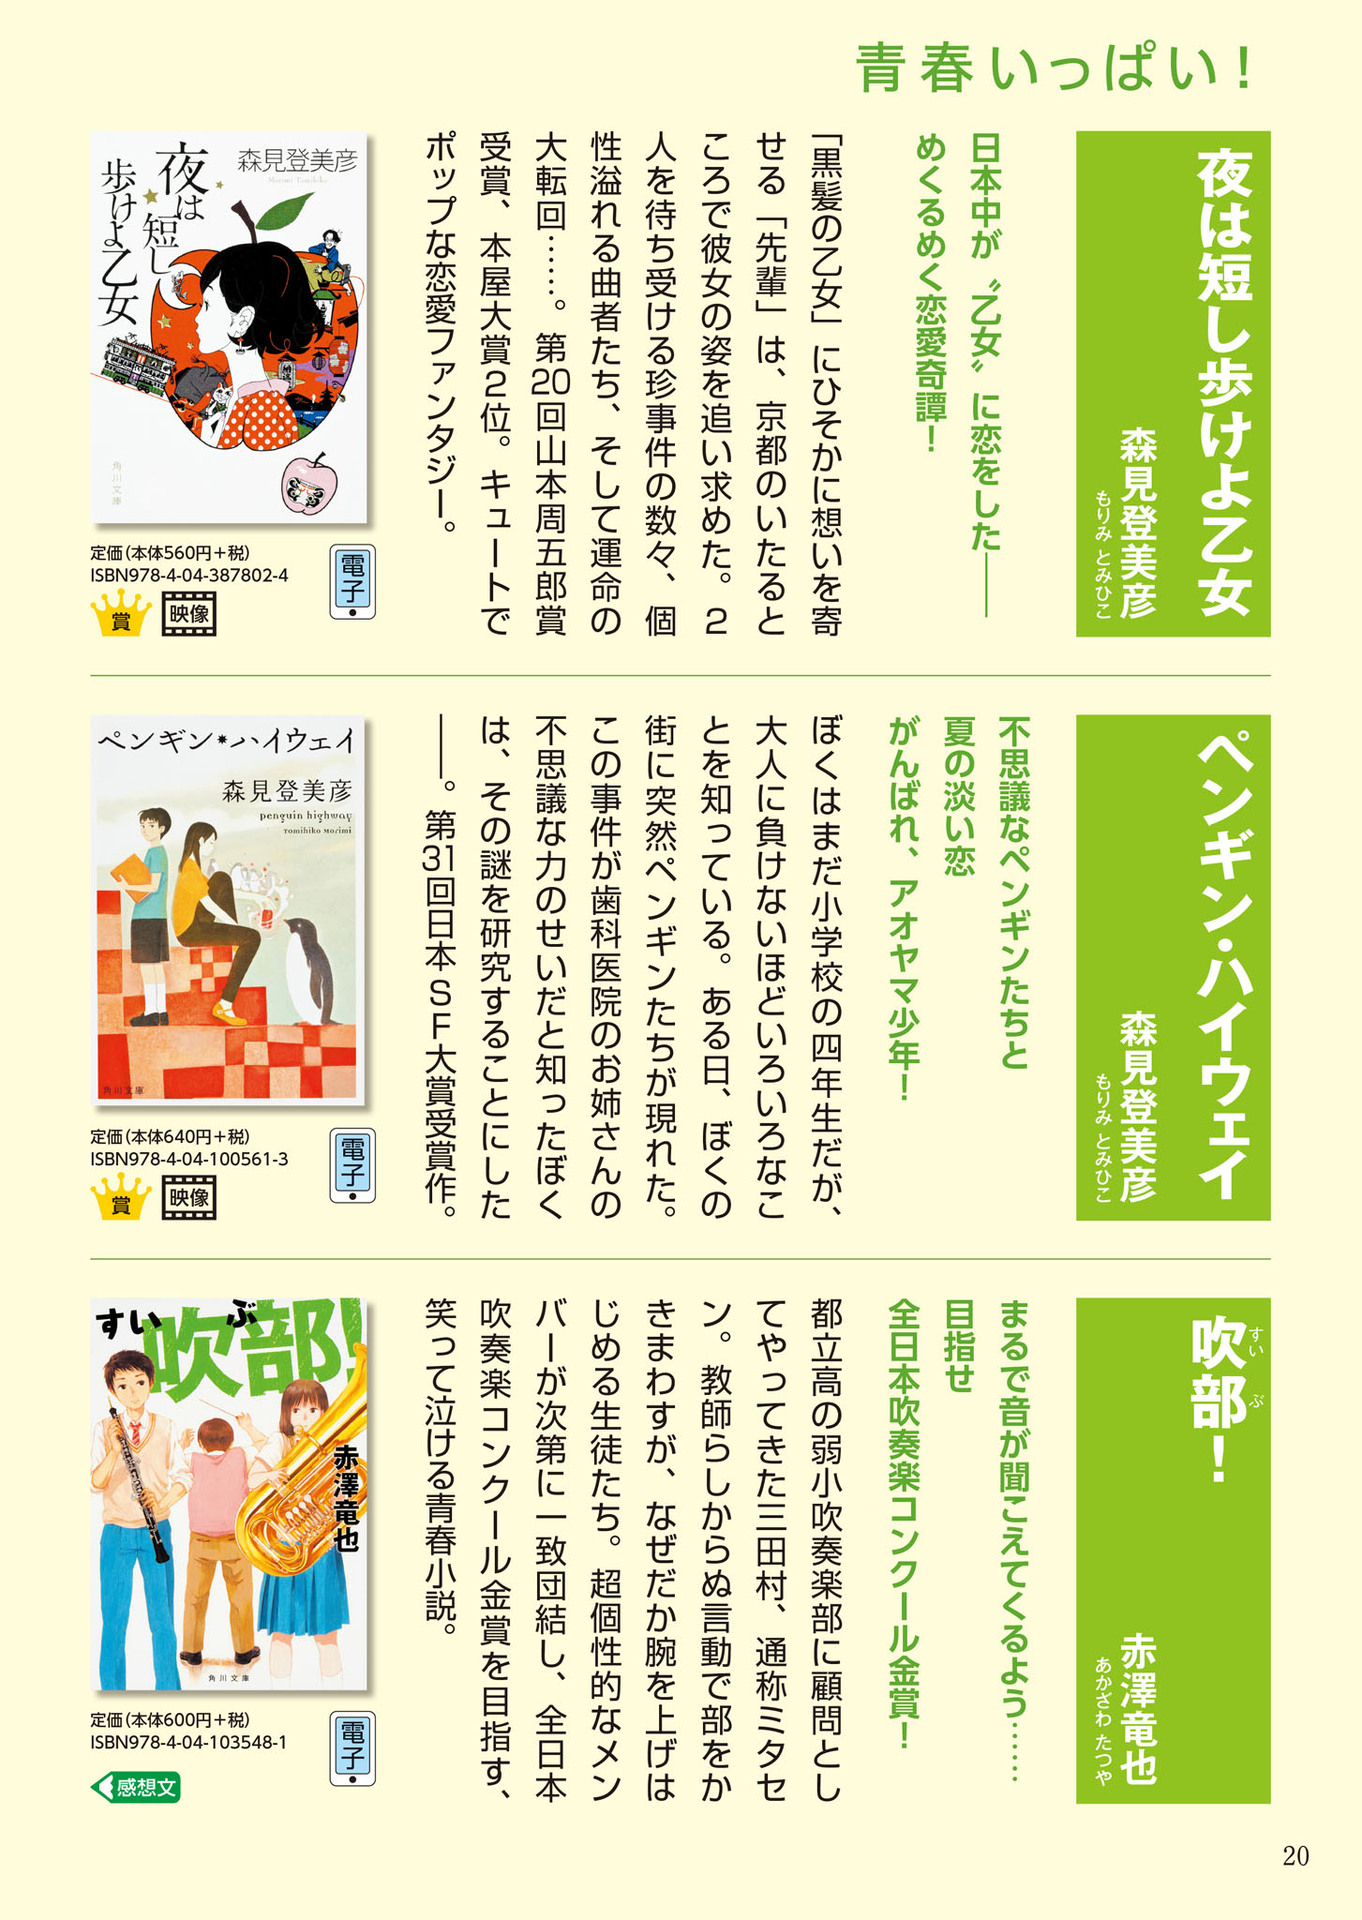 青春いっぱい！
夜は短し歩けよ乙女
森見登美彦
もりみ とみひこ
日本中が〝乙女〟に恋をした――
めくるめく恋愛奇譚！
「黒髪の乙女」にひそかに想いを寄
せる「先輩」は、京都のいたると
ころで彼女の姿を追い求めた。２
人を待ち受ける珍事件の数々、個
性溢れる曲者たち、そして運命の
大転回……。第20回山本周五郎賞
受賞、本屋大賞２位。キュートで
ポップな恋愛ファンタジー。
森見登美彦
Morimi Tomihiko
夜は
短し
歩けよ乙女
角川文庫
定価（本体560円＋税）
ISBN978-4-04-387802-4
電子
賞
映像
ペンギン・ハイウェイ
森見登美彦
もりみ とみひこ
不思議なペンギンたちと
夏の淡い恋
がんばれ、アオヤマ少年！
ぼくはまだ小学校の四年生だが、
大人に負けないほどいろいろなこ
とを知っている。ある日、ぼくの
街に突然ペンギンたちが現れた。
この事件が歯科医院のお姉さんの
不思議な力のせいだと知ったぼく
は、その謎を研究することにした
――。第31回日本ＳＦ大賞受賞作。
ペンギン・ハイウェイ
森見登美彦
penguin highway
Tomihiko Morimi
角川文庫
定価（本体640円＋税）
ISBN978-4-04-100561-3
電子
賞
映像
吹部！
すい ぶ
赤澤竜也
あかざわ たつや
まるで音が聞こえてくるよう……
目指せ
全日本吹奏楽コンクール金賞！
都立高の弱小吹奏楽部に顧問とし
てやってきた三田村、通称ミタセ
ン。教師らしからぬ言動で部をか
きまわすが、なぜだか腕を上げは
じめる生徒たち。超個性的なメン
バーが次第に一致団結し、全日本
吹奏楽コンクール金賞を目指す、
笑って泣ける青春小説。
すい ぶ
吹部！
赤澤竜也
角川文庫
定価（本体600円＋税）
ISBN978-4-04-103548-1
電子
感想文
20